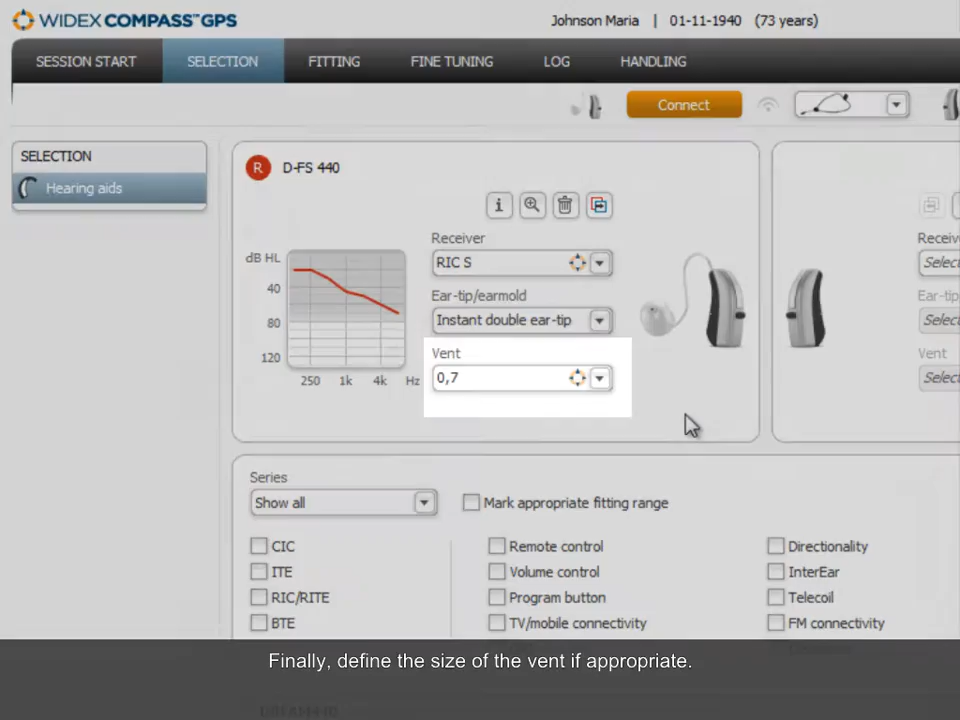 WIDEX COMPASS™ GPS
Johnson Maria | 01-11-1940 (73 years)
SESSION START SELECTION FITTING FINE TUNING LOG HANDLING
Connect
SELECTION
Hearing aids
R D-FS 440
Receiver
RIC S
Ear-tip/earmold
Instant double ear-tip
Vent
0,7
dB HL
40
80
120
250 1k 4k Hz
Receiv
Select
Ear-tip
Select
Vent
Select
Series
Show all
Mark appropriate fitting range
CIC
ITE
RIC/RITE
BTE
Remote control
Volume control
Program button
TV/mobile connectivity
Directionality
InterEar
Telecoil
FM connectivity
Finally, define the size of the vent if appropriate.